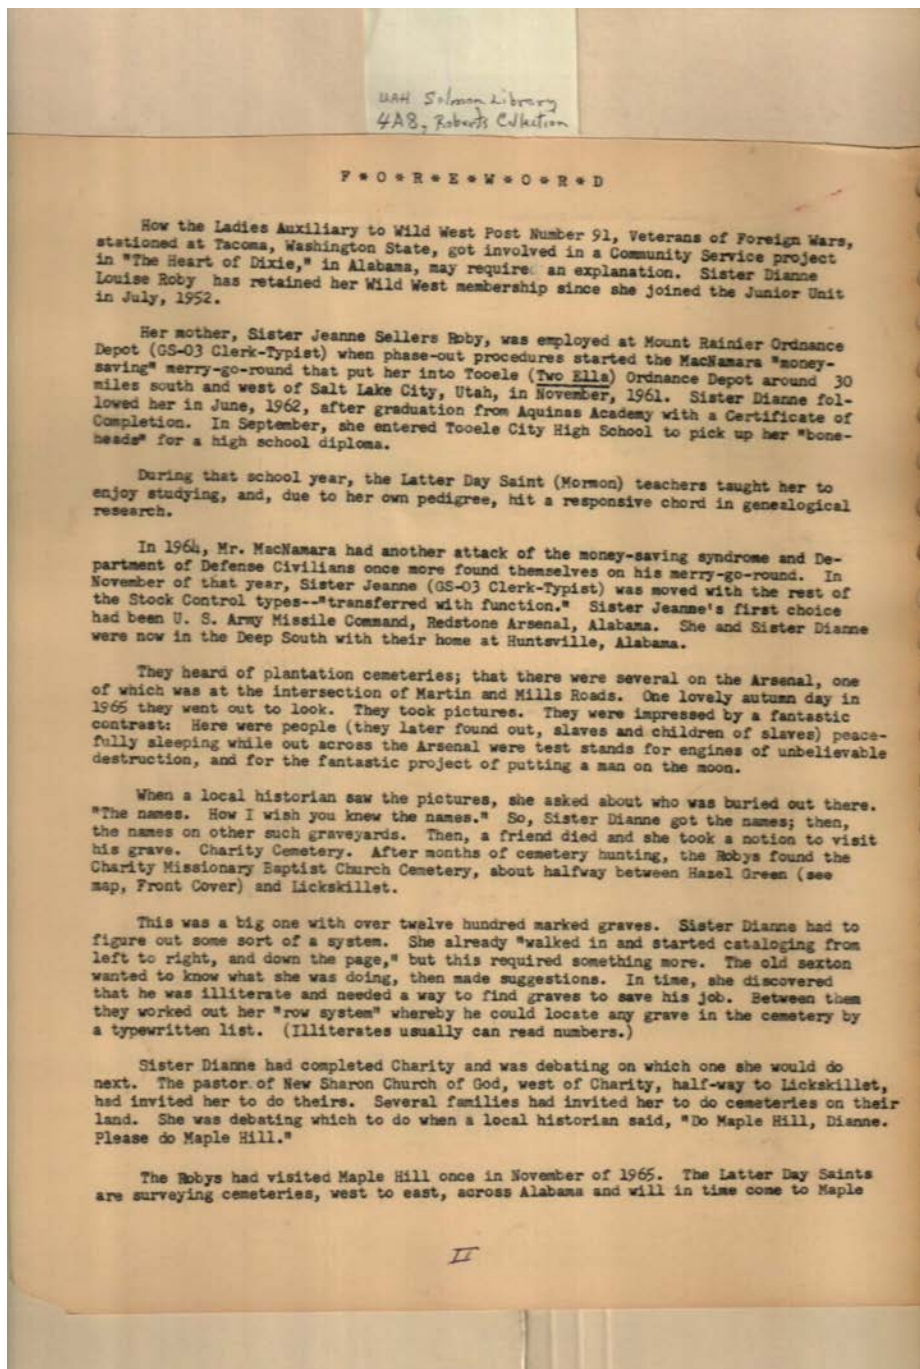 UAH Salmon Library
4A8, Roberts Collection
F*O*R*E*W*O*R*D
How the Ladies Auxiliary to Wild West Post Number 91, Veterans of Foreign Wars,
stationed at Tacoma, Washington State, got involved in a Community Service project
in "The Heart of Dixie," in Alabama, may require an explanation. Sister Dianne
Louise Roby has retained her Wild West membership since she joined the Junior Unit
in July, 1952.
Her mother, Sister Jeanne Sellers Roby, was employed at Mount Rainier Ordnance
Depot (GS-03 Clerk-Typist) when phase-out procedures started the MacNamara "money-
saving" merry-go-round that put her into Tooele (Two Ella) Ordnance Depot around 30
miles south and west of Salt Lake City, Utah, in November, 1961. Sister Dianne fol-
lowed her in June, 1962, after graduation from Aquinas Academy with a Certificate of
Completion. In September, she entered Tooele City High School to pick up her "bone-
heads" for a high school diploma.
During that school year, the Latter Day Saint (Mormon) teachers taught her to
enjoy studying, and, due to her own pedigree, hit a responsive chord in genealogical
research.
In 1964, Mr. MacNamara had another attack of the money-saving syndrome and De-
partment of Defense Civilians once more found themselves on his merry-go-round. In
November of that year, Sister Jeanne (GS-03 Clerk-Typist) was moved with the rest of
the Stock Control types--"transferred with function." Sister Jeanne's first choice
had been U. S. Army Missile Command, Redstone Arsenal, Alabama. She and Sister Dianne
were now in the Deep South with their home at Huntsville, Alabama.
They heard of plantation cemeteries; that there were several on the Arsenal, one
of which was at the intersection of Martin and Mills Roads. One lovely autumn day in
1965 they went out to look. They took pictures. They were impressed by a fantastic
contrast: Here were people (they later found out, slaves and children of slaves) peace-
fully sleeping while out across the Arsenal were test stands for engines of unbelievable
destruction, and for the fantastic project of putting a man on the moon.
When a local historian saw the pictures, she asked about who was buried out there.
"The names. How I wish you knew the names." So, Sister Dianne got the names; then,
the names on other such graveyards. Then, a friend died and she took a notion to visit
his grave. Charity Cemetery. After months of cemetery hunting, the Robys found the
Charity Missionary Baptist Church Cemetery, about halfway between Hazel Green (see
map, Front Cover) and Lickskillet.
This was a big one with over twelve hundred marked graves. Sister Dianne had to
figure out some sort of a system. She already "walked in and started cataloging from
left to right, and down the page," but this required something more. The old sexton
wanted to know what she was doing, then made suggestions. In time, she discovered
that he was illiterate and needed a way to find graves to save his job. Between them
they worked out her "row system" whereby he could locate any grave in the cemetery by
a typewritten list. (Illiterates usually can read numbers.)
Sister Dianne had completed Charity and was debating on which one she would do
next. The pastor of New Sharon Church of God, west of Charity, half-way to Lickskillet,
had invited her to do theirs. Several families had invited her to do cemeteries on their
land. She was debating which to do when a local historian said, "Do Maple Hill, Dianne.
Please do Maple Hill."
The Robys had visited Maple Hill once in November of 1965. The Latter Day Saints
are surveying cemeteries, west to east, across Alabama and will in time come to Maple
II